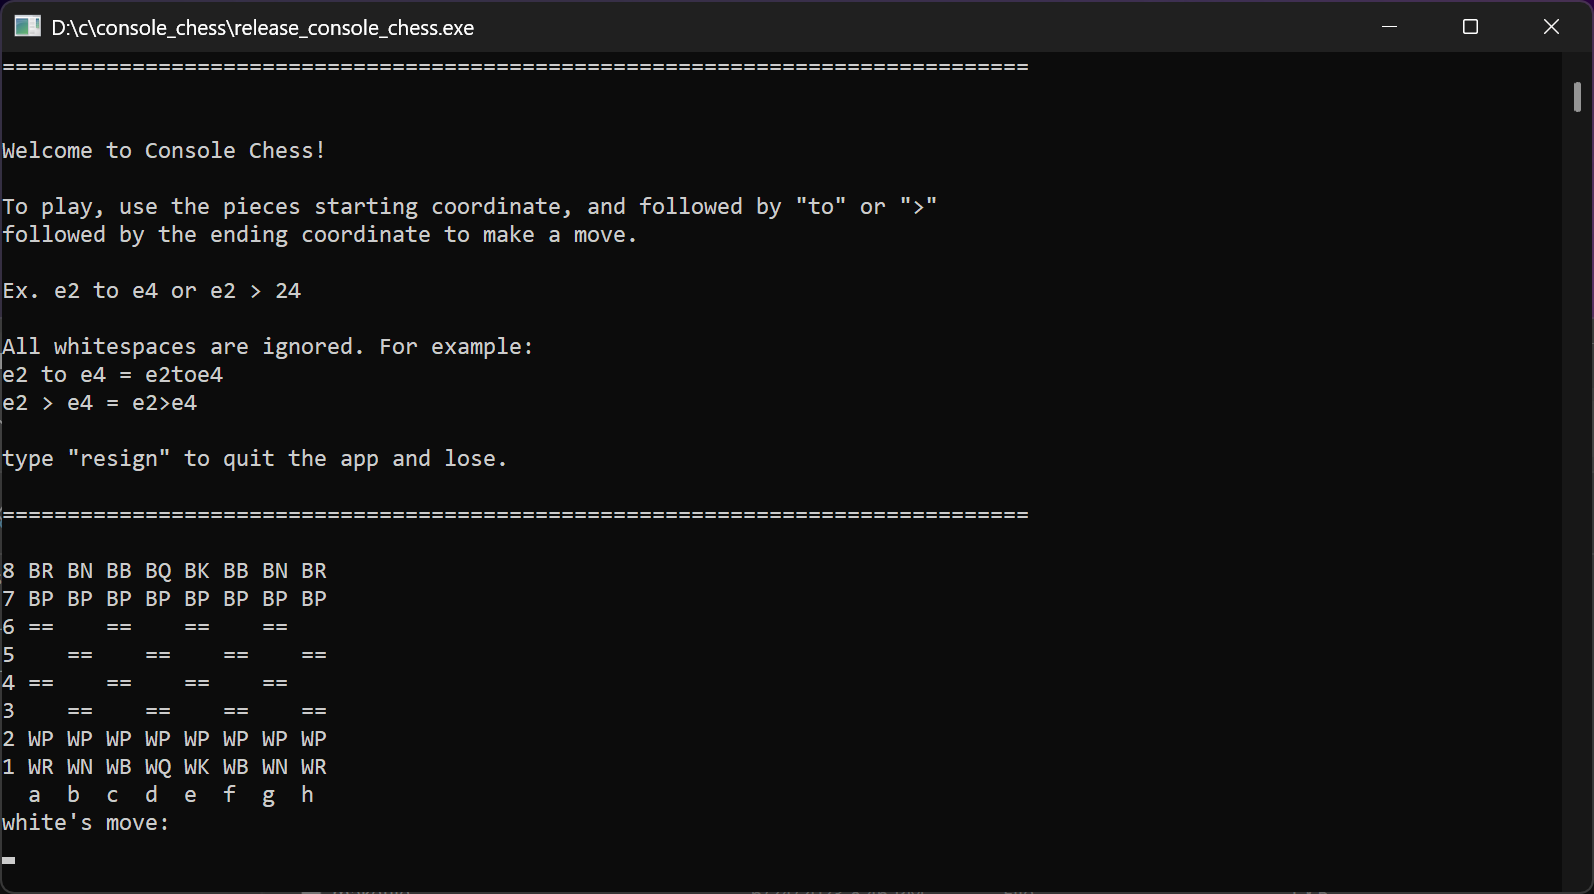 D:\c\console_chess\release_console_chess.exe
===============================================================================
Welcome to Console Chess!
To play, use the pieces starting coordinate, and followed by "to" or ">"
followed by the ending coordinate to make a move.
Ex. e2 to e4 or e2 > 24
All whitespaces are ignored. For example:
e2 to e4 = e2toe4
e2 > e4 = e2>e4
type "resign" to quit the app and lose.
===============================================================================
8 BR BN BB BQ BK BB BN BR
7 BP BP BP BP BP BP BP BP
6 ==    ==    ==    ==
5    ==    ==    ==    ==
4 ==    ==    ==    ==
3    ==    ==    ==    ==
2 WP WP WP WP WP WP WP WP
1 WR WN WB WQ WK WB WN WR
  a  b  c  d  e  f  g  h
white's move: